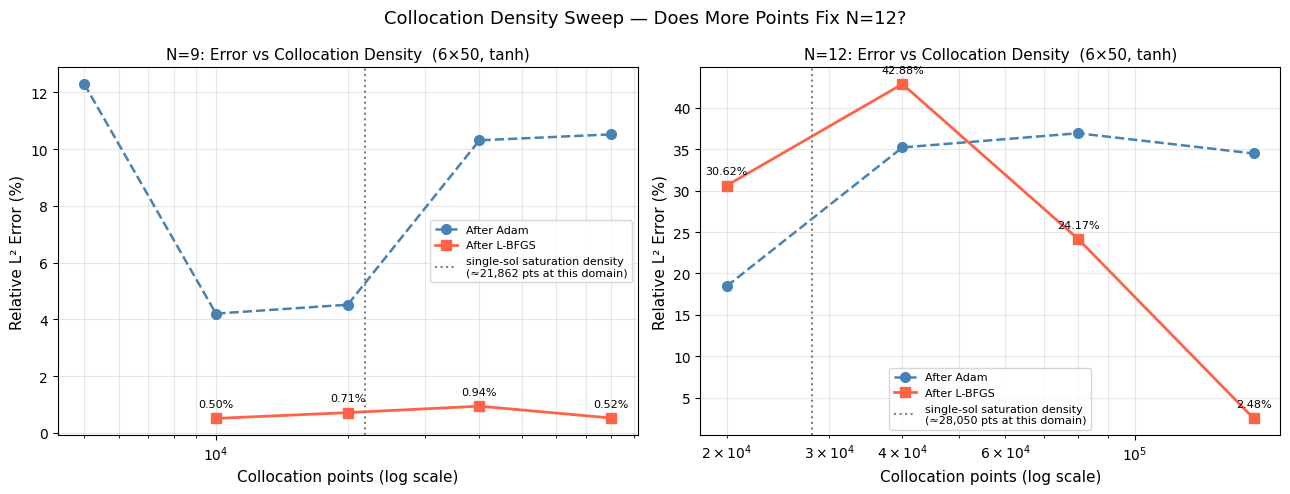 Collocation Density Sweep — Does More Points Fix N=12?
N=9: Error vs Collocation Density  (6×50, tanh)
Relative L² Error (%)
12
10
8
6
4
2
0
0.50%
0.71%
0.94%
0.52%
After Adam
After L-BFGS
single-sol saturation density
(≈21,862 pts at this domain)
10⁴
Collocation points (log scale)
N=12: Error vs Collocation Density  (6×50, tanh)
Relative L² Error (%)
40
35
30
25
20
15
10
5
30.62%
42.88%
24.17%
2.48%
After Adam
After L-BFGS
single-sol saturation density
(≈28,050 pts at this domain)
2 × 10⁴
3 × 10⁴
4 × 10⁴
6 × 10⁴
10⁵
Collocation points (log scale)